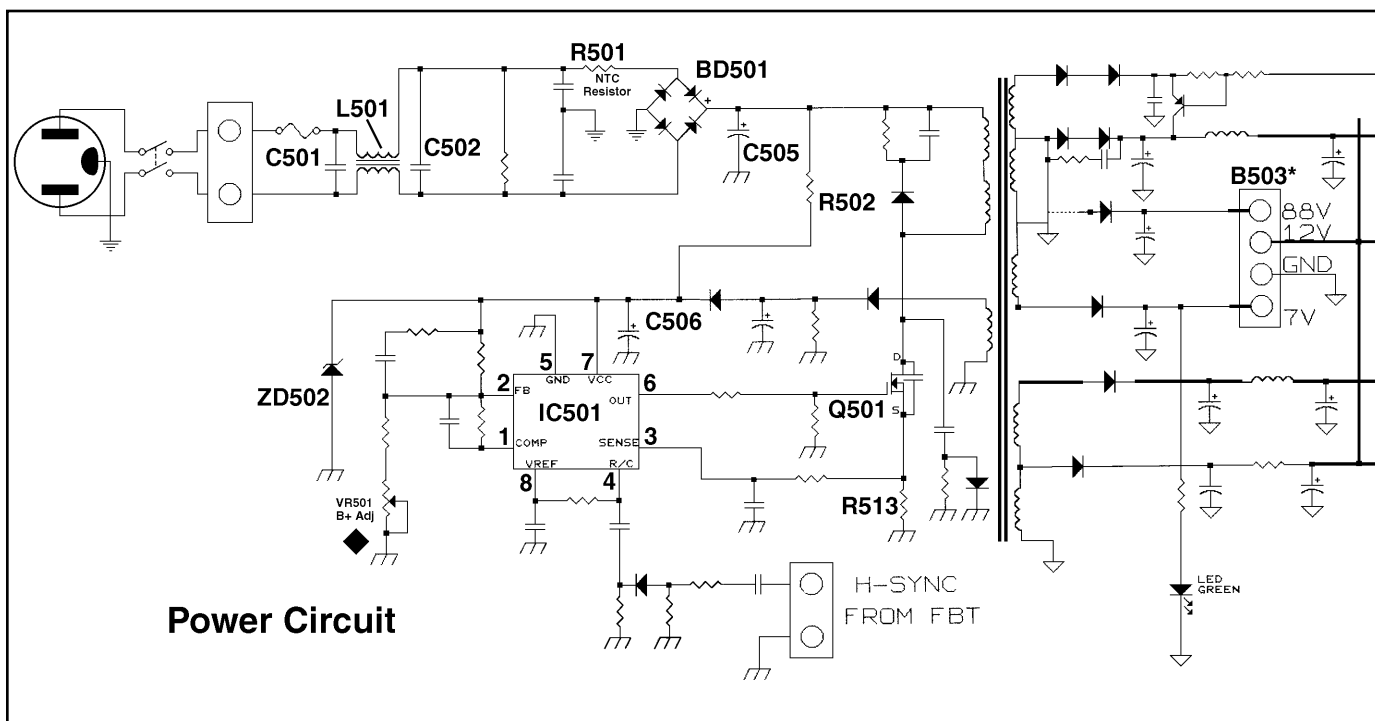 R501
NTC
Resistor
BD501
+
L501
C501
C502
+
C505
R502
B503*
88V
12V
GND
7V
+
+
+
+
+
C506
+
ZD502
5
7
GND
VCC
2
FB
6
OUT
IC501
D
Q501
S
1
COMP
SENSE
3
VREF
R/C
8
4
R513
VR501
B+ Adj
+
+
+
+
H-SYNC
FROM FBT
LED
GREEN
Power Circuit